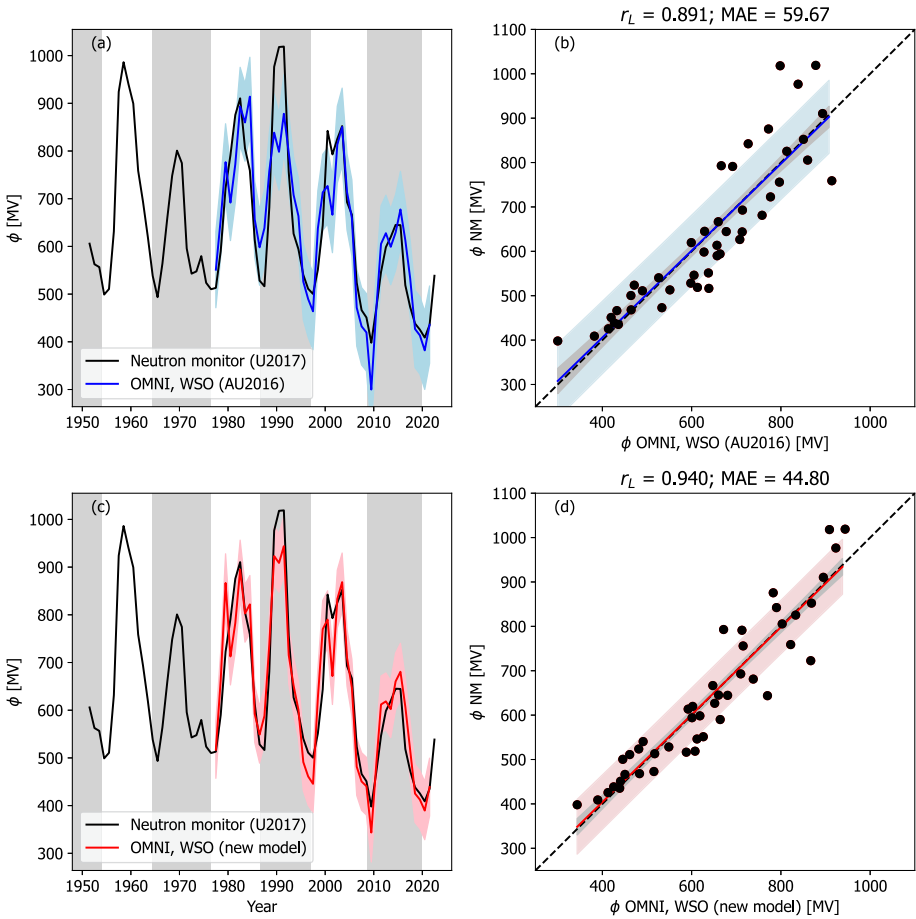 (a)
ϕ [MV]
1000
900
800
700
600
500
400
300
1950 1960 1970 1980 1990 2000 2010 2020
Neutron monitor (U2017)
OMNI, WSO (AU2016)
r_L = 0.891; MAE = 59.67
(b)
ϕ NM [MV]
1100
1000
900
800
700
600
500
400
300
400 600 800 1000
ϕ OMNI, WSO (AU2016) [MV]
(c)
ϕ [MV]
1000
900
800
700
600
500
400
300
1950 1960 1970 1980 1990 2000 2010 2020
Year
Neutron monitor (U2017)
OMNI, WSO (new model)
r_L = 0.940; MAE = 44.80
(d)
ϕ NM [MV]
1100
1000
900
800
700
600
500
400
300
400 600 800 1000
ϕ OMNI, WSO (new model) [MV]